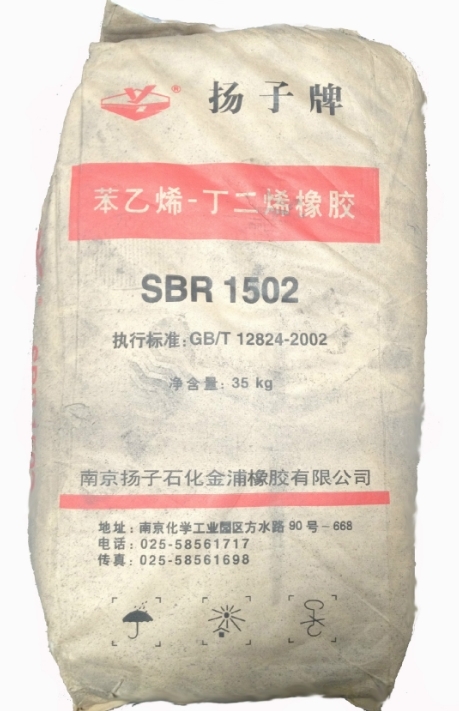 ® 扬子牌
苯乙烯-丁二烯橡胶
SBR 1502
执行标准:GB/T 12824-2002
净含量: 35 kg
南京扬子石化金浦橡胶有限公司
地址: 南京化学工业园区方水路 90 号-668
电话: 025-58561717
传真: 025-58561698